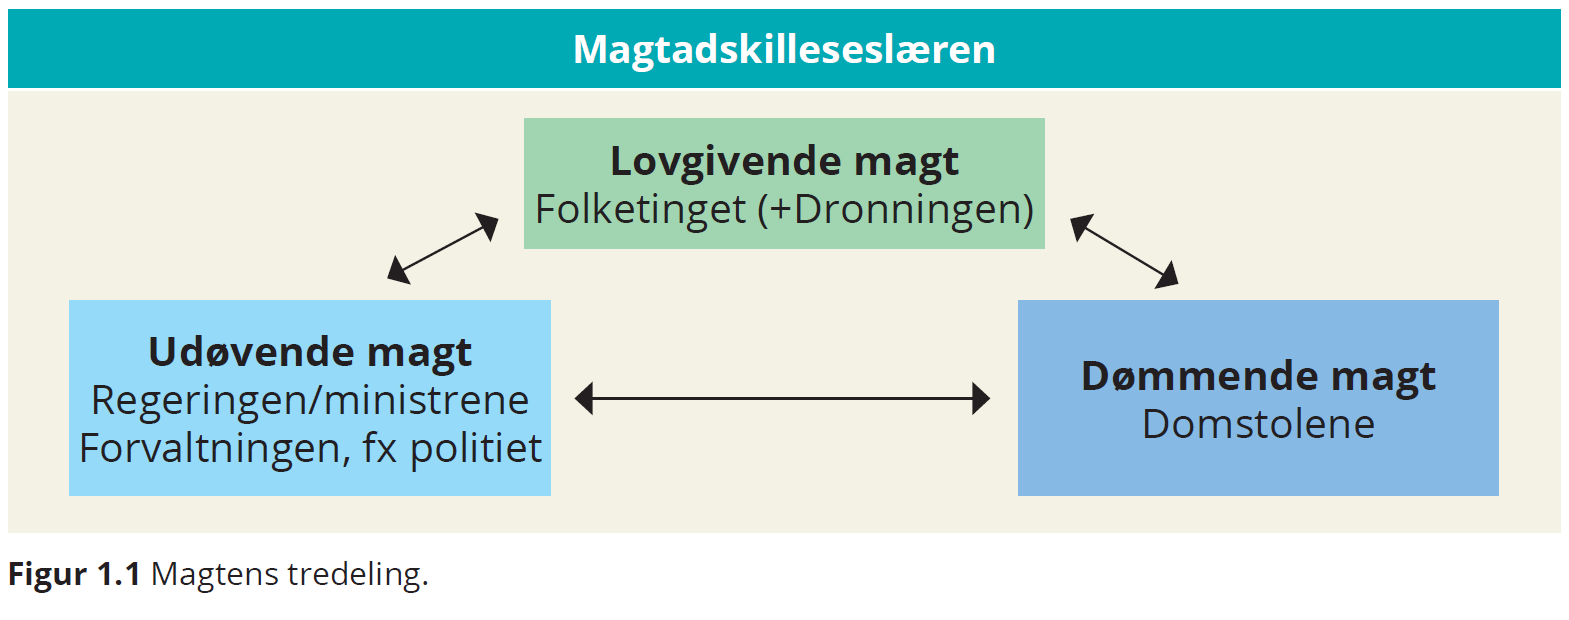 Magtadskilleseslæren
Lovgivende magt
Folketinget (+Dronningen)
Udøvende magt
Regeringen/ministrene
Forvaltningen, fx politiet
Dømmende magt
Domstolene
Figur 1.1 Magtens tredeling.